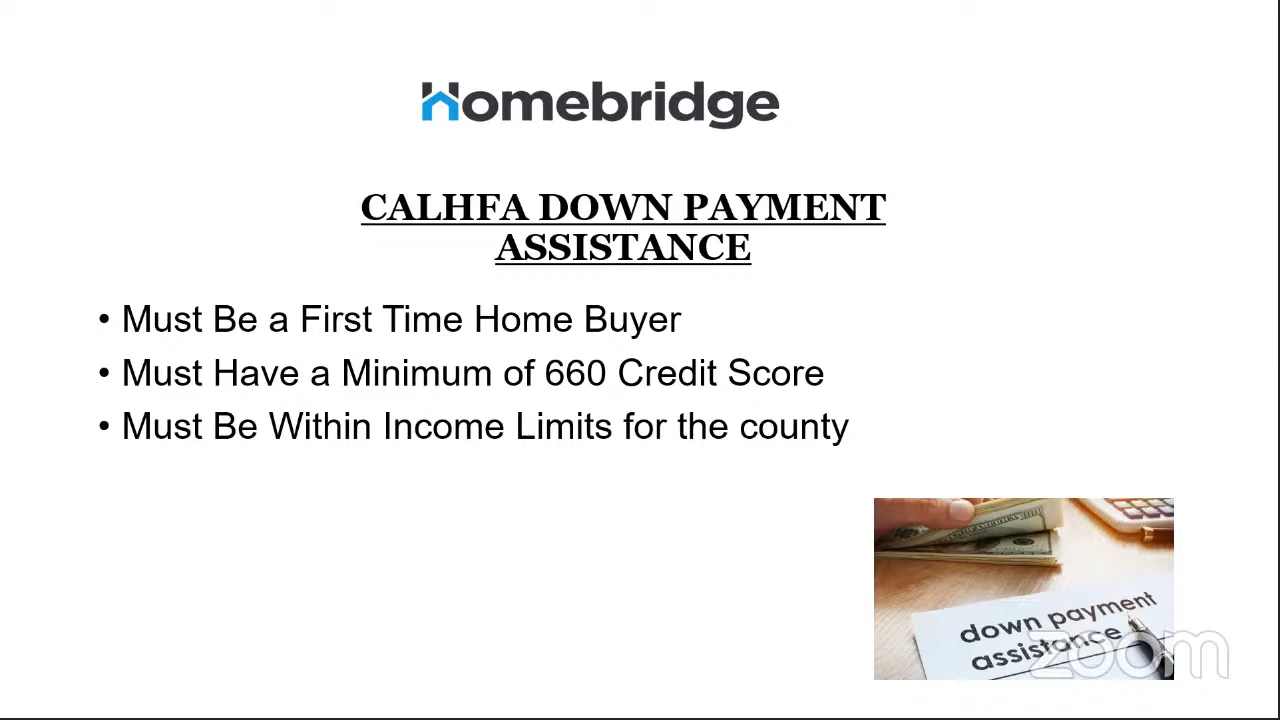 Homebridge
CALHFA DOWN PAYMENT
ASSISTANCE
• Must Be a First Time Home Buyer
• Must Have a Minimum of 660 Credit Score
• Must Be Within Income Limits for the county
down payment
assistance
zoom